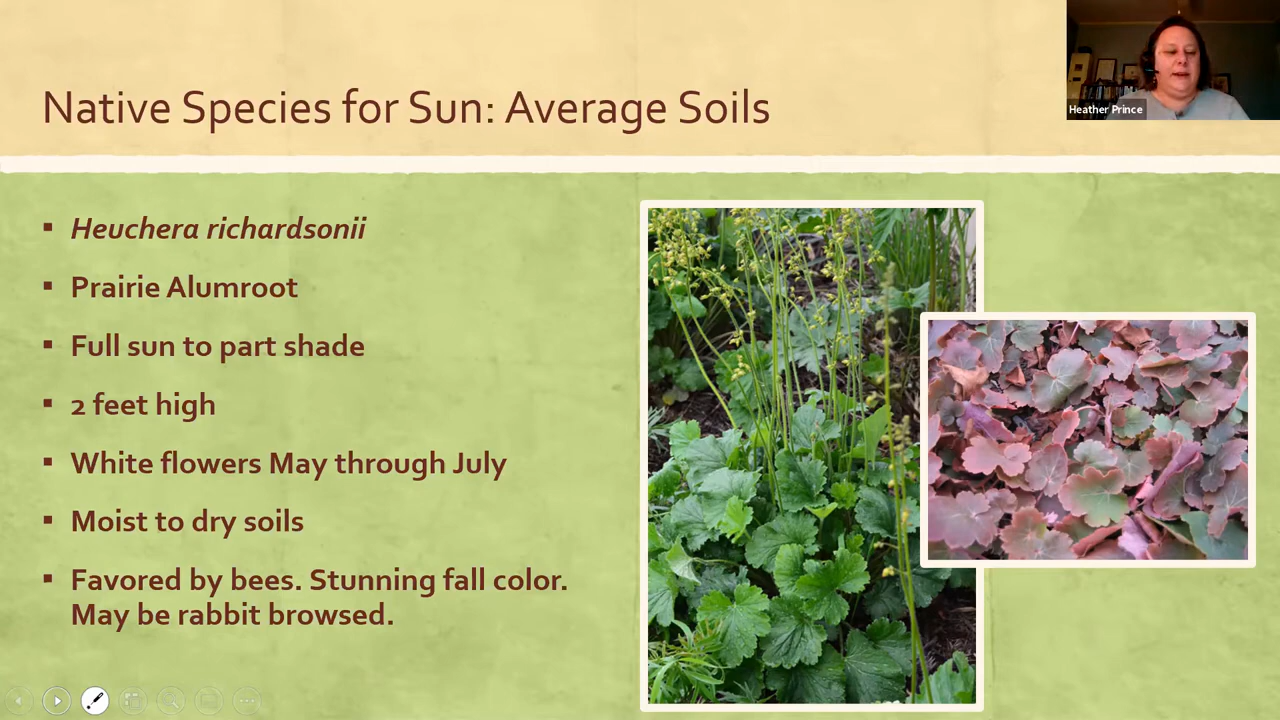 Native Species for Sun: Average Soils
Heather Prince
Heuchera richardsonii
Prairie Alumroot
Full sun to part shade
2 feet high
White flowers May through July
Moist to dry soils
Favored by bees. Stunning fall color.
May be rabbit browsed.